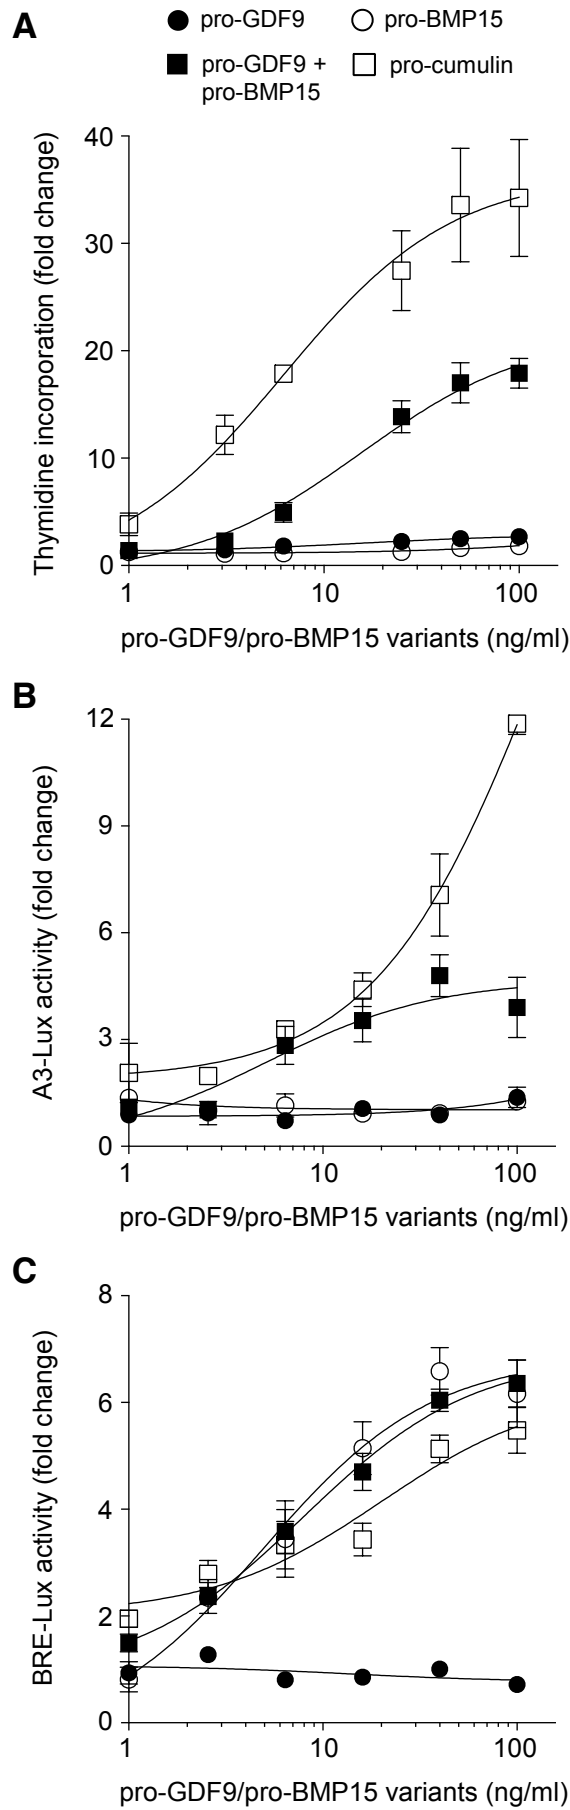 A
pro-GDF9
pro-BMP15
pro-GDF9 +
pro-BMP15
pro-cumulin
Thymidine incorporation (fold change)
40
30
20
10
0
1
10
100
pro-GDF9/pro-BMP15 variants (ng/ml)
B
A3-Lux activity (fold change)
12
9
6
3
0
1
10
100
pro-GDF9/pro-BMP15 variants (ng/ml)
C
BRE-Lux activity (fold change)
8
6
4
2
0
1
10
100
pro-GDF9/pro-BMP15 variants (ng/ml)